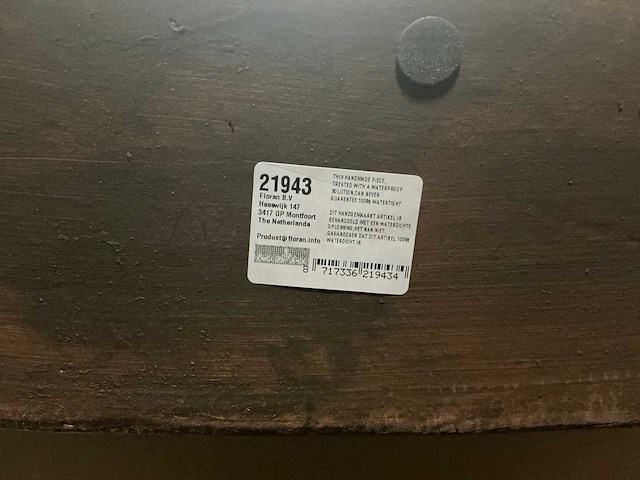 21943
Floran B.V
Heeswijk 147
3417 GP Montfoort
The Netherlands
Product@floran.info
THIS HANDMADE PIECE,
TREATED WITH A WATERPROOF
SOLUTION,CAN NEVER
GUARENTEE 100% WATERTIGHT
DIT HANDGEMAAKT ARTIKEL IS
BEHANDELD MET EEN WATERDICHTE
OPLOSSING,HET KAN NIET
GARANDEREN DAT DIT ARTIKEL 100%
WATERDICHT IS
8 717336 219434